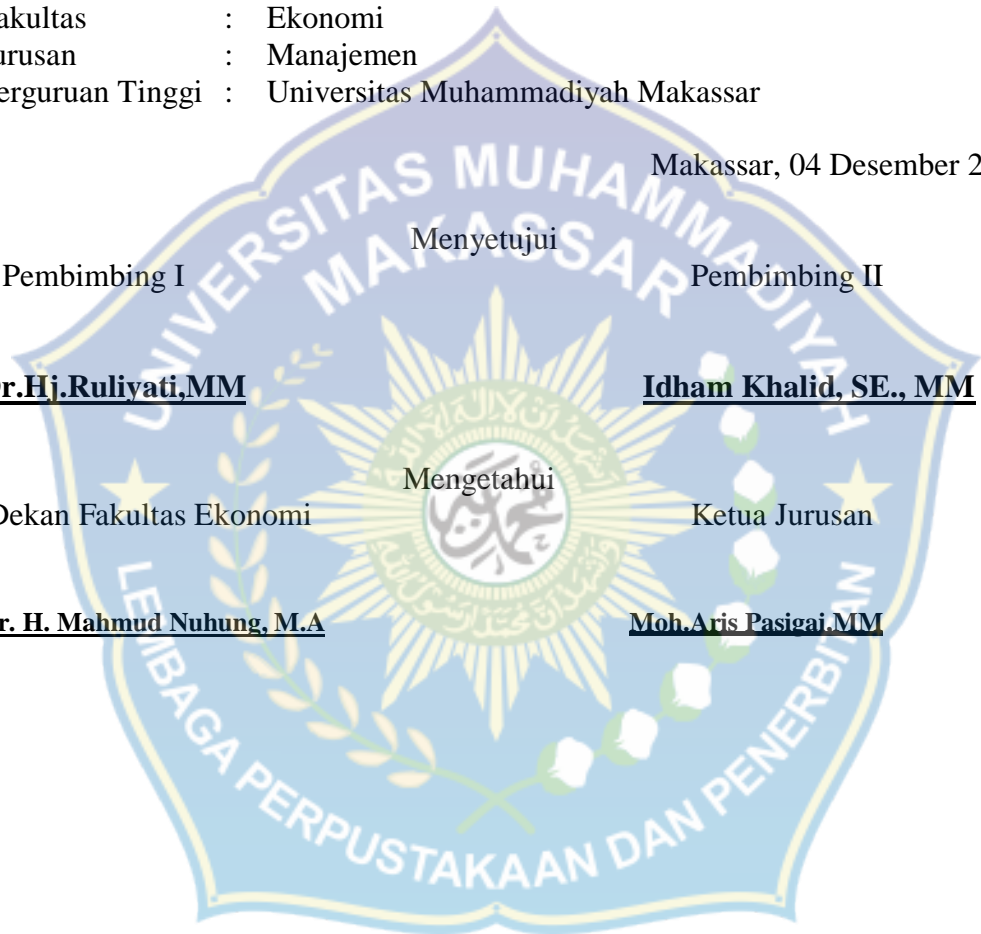 akultas : Ekonomi
urusan : Manajemen
erguruan Tinggi : Universitas Muhammadiyah Makassar
Makassar, 04 Desember 2
Menyetujui
Pembimbing I Pembimbing II
r.Hj.Ruliyati,MM Idham Khalid, SE., MM
Mengetahui
Dekan Fakultas Ekonomi Ketua Jurusan
r. H. Mahmud Nuhung, M.A Moh.Aris Pasigai,MM
UNIVERSITAS MUHAMMADIYAH
MAKASSAR
LEMBAGA PERPUSTAKAAN DAN PENERBITAN